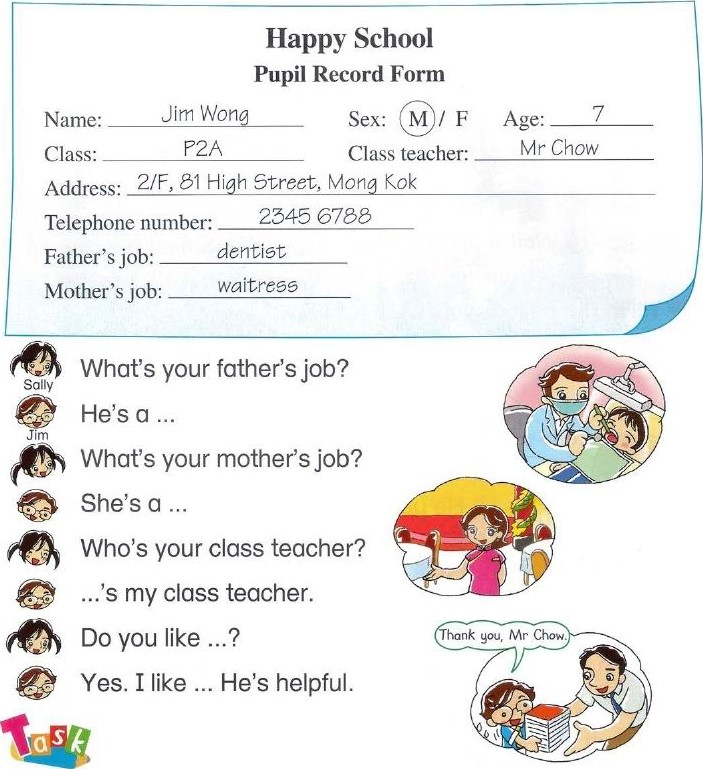 Happy School
Pupil Record Form
Name: Jim Wong Sex: M / F Age: 7
Class: P2A Class teacher: Mr Chow
Address: 2/F, 81 High Street, Mong Kok
Telephone number: 2345 6788
Father's job: dentist
Mother's job: waitress
Sally
What's your father's job?
Jim
He's a ...
What's your mother's job?
She's a ...
Who's your class teacher?
...'s my class teacher.
Do you like ...?
Thank you, Mr Chow.
Yes. I like ... He's helpful.
Task